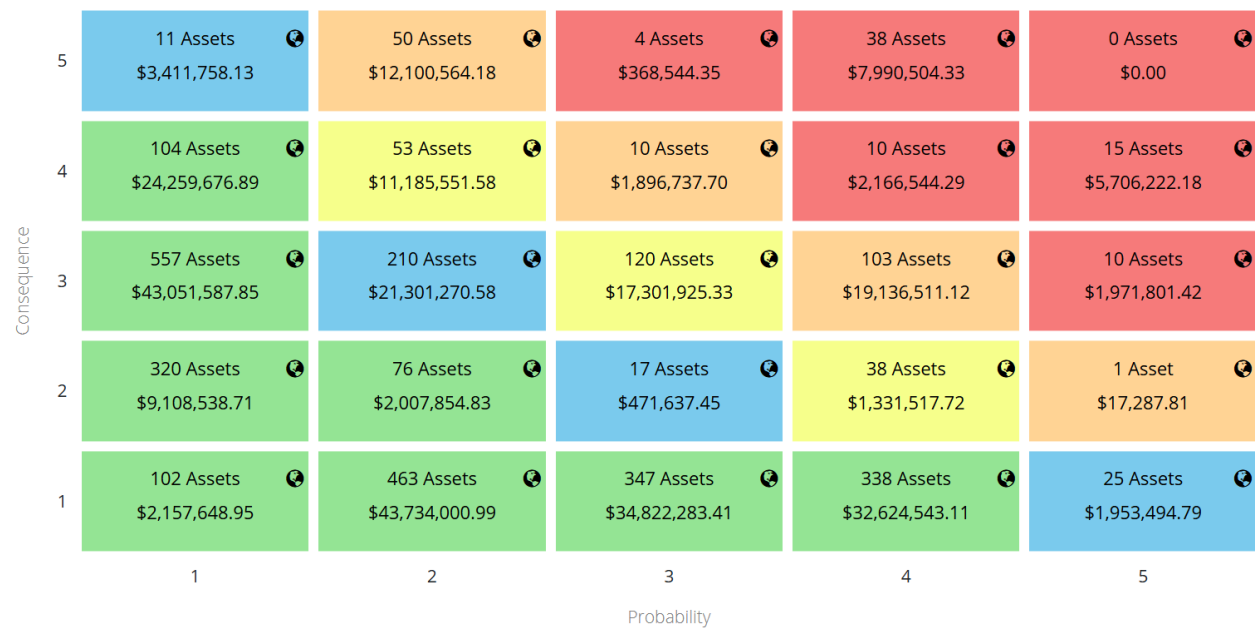 5
11 Assets
$3,411,758.13
50 Assets
$12,100,564.18
4 Assets
$368,544.35
38 Assets
$7,990,504.33
0 Assets
$0.00
4
104 Assets
$24,259,676.89
53 Assets
$11,185,551.58
10 Assets
$1,896,737.70
10 Assets
$2,166,544.29
15 Assets
$5,706,222.18
Consequence
3
557 Assets
$43,051,587.85
210 Assets
$21,301,270.58
120 Assets
$17,301,925.33
103 Assets
$19,136,511.12
10 Assets
$1,971,801.42
2
320 Assets
$9,108,538.71
76 Assets
$2,007,854.83
17 Assets
$471,637.45
38 Assets
$1,331,517.72
1 Asset
$17,287.81
1
102 Assets
$2,157,648.95
463 Assets
$43,734,000.99
347 Assets
$34,822,283.41
338 Assets
$32,624,543.11
25 Assets
$1,953,494.79
1
2
3
4
5
Probability